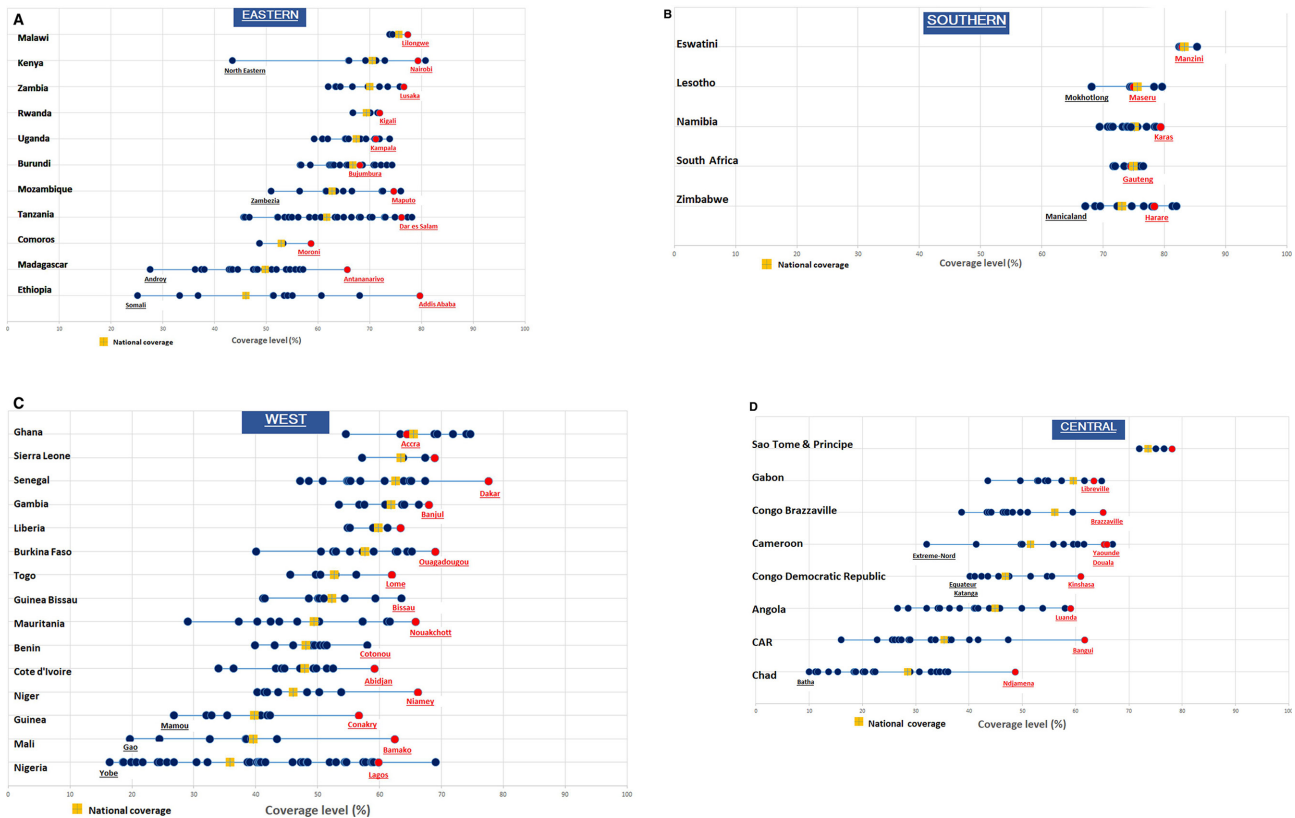 A
EASTERN
Malawi
Lilongwe
Kenya
North Eastern
Nairobi
Zambia
Lusaka
Rwanda
Kigali
Uganda
Kampala
Burundi
Bujumbura
Mozambique
Zambezia
Maputo
Tanzania
Dar es Salam
Comoros
Moroni
Madagascar
Androy
Antananarivo
Ethiopia
Somali
Addis Ababa
0 10 20 30 40 50 60 70 80 90 100
National coverage
Coverage level (%)
B
SOUTHERN
Eswatini
Manzini
Lesotho
Mokhotlong
Maseru
Namibia
Karas
South Africa
Gauteng
Zimbabwe
Manicaland
Harare
0 10 20 30 40 50 60 70 80 90 100
National coverage
Coverage level (%)
C
WEST
Ghana
Accra
Sierra Leone
Senegal
Dakar
Gambia
Banjul
Liberia
Burkina Faso
Ouagadougou
Togo
Lome
Guinea Bissau
Bissau
Mauritania
Nouakchott
Benin
Cotonou
Cote d'Ivoire
Abidjan
Niger
Niamey
Guinea
Mamou
Conakry
Mali
Gao
Bamako
Nigeria
Yobe
Lagos
0 10 20 30 40 50 60 70 80 90 100
National coverage
Coverage level (%)
D
CENTRAL
Sao Tome & Principe
Gabon
Libreville
Congo Brazzaville
Brazzaville
Cameroon
Extreme-Nord
Yaounde
Douala
Congo Democratic Republic
Equateur
Katanga
Kinshasa
Angola
Luanda
CAR
Bangui
Chad
Batha
Ndjamena
0 10 20 30 40 50 60 70 80 90 100
National coverage
Coverage level (%)